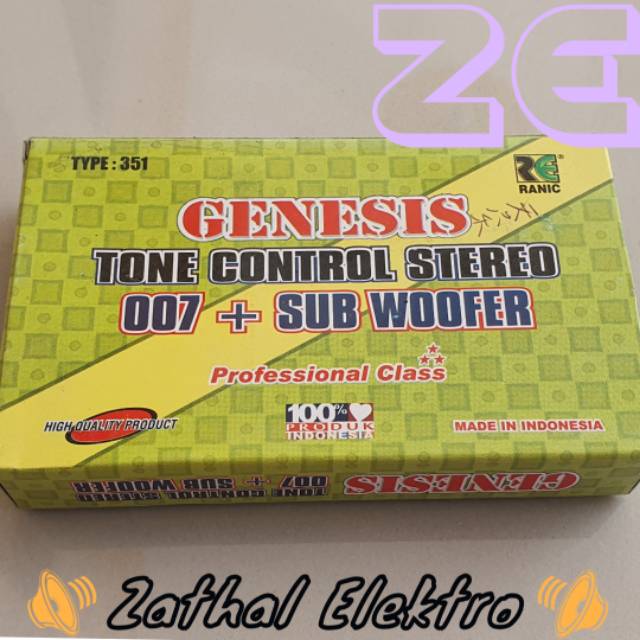 ZE
TYPE : 351
RE®
RANIC
GENESIS
TONE CONTROL STEREO
007 + SUB WOOFER
Professional Class
HIGH QUALITY PRODUCT
100%
PRODUK
INDONESIA
MADE IN INDONESIA
GENESIS
TONE CONTROL STEREO
007 + SUB WOOFER
Zathal Elektro